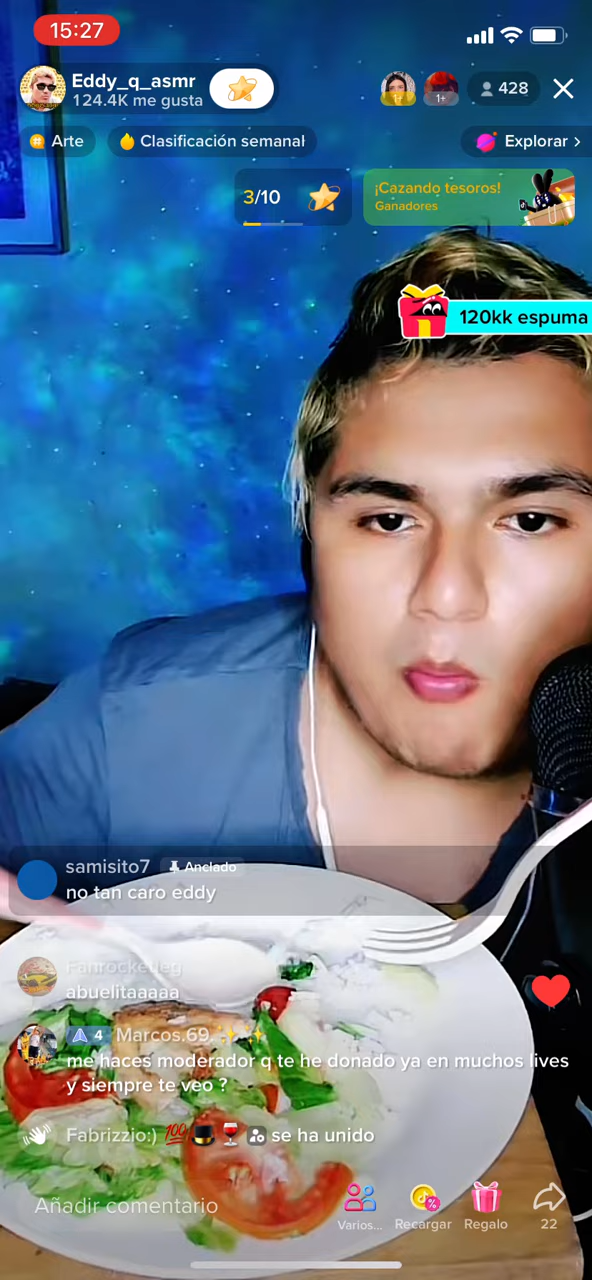 15:27
Eddy_q_asmr
124.4K me gusta
1+
1+
428
Arte
Clasificación semanal
Explorar >
3/10
¡Cazando tesoros!
Ganadores
120kk espuma
samisito7 Anclado
no tan caro eddy
abuelitaaaaa
4 Marcos.69.✨✨
me haces moderador q te he donado ya en muchos lives
y siempre te veo ?
Fabrizzio:) 💯🎩🍷 se ha unido
Añadir comentario
Varios...
Recargar
Regalo
22